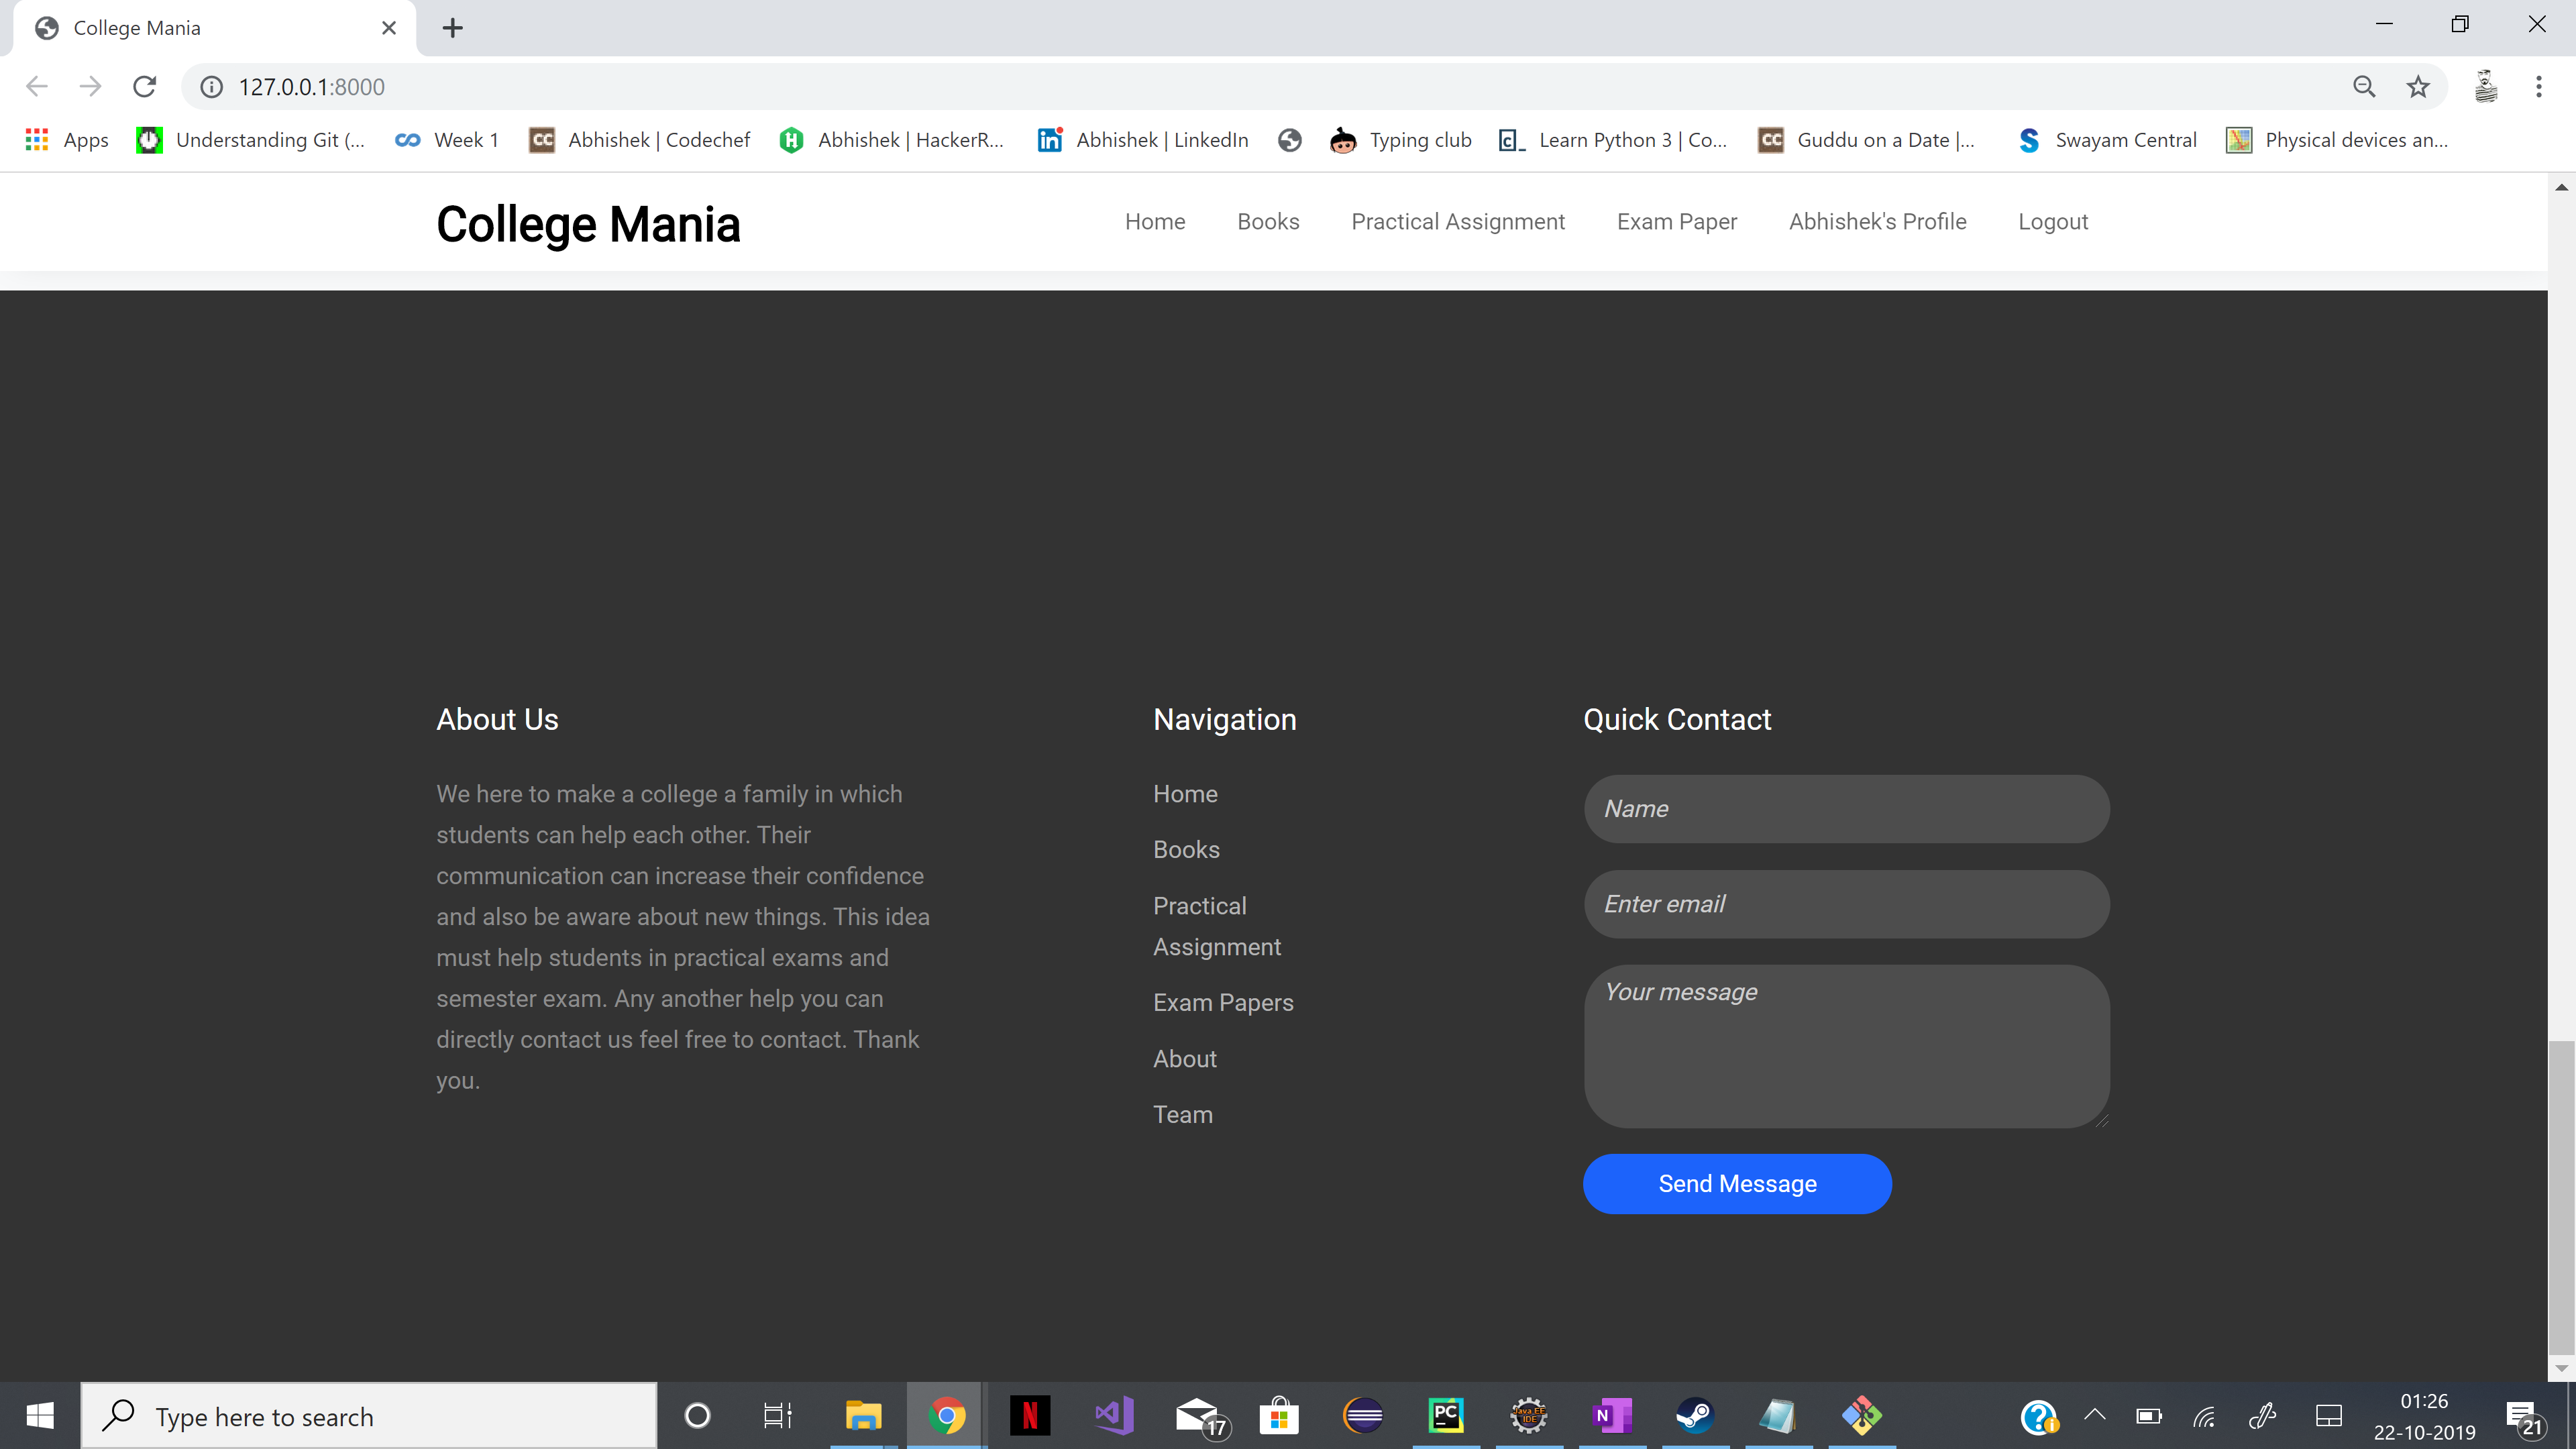 College Mania
127.0.0.1:8000
Apps Understanding Git (... Week 1 Abhishek | Codechef Abhishek | HackerR... Abhishek | LinkedIn Typing club Learn Python 3 | Co... Guddu on a Date |... Swayam Central Physical devices an...
College Mania Home Books Practical Assignment Exam Paper Abhishek's Profile Logout
About Us
We here to make a college a family in which
students can help each other. Their
communication can increase their confidence
and also be aware about new things. This idea
must help students in practical exams and
semester exam. Any another help you can
directly contact us feel free to contact. Thank
you.
Navigation
Home
Books
Practical
Assignment
Exam Papers
About
Team
Quick Contact
Name
Enter email
Your message
Send Message
Type here to search
17
01:26
22-10-2019
21